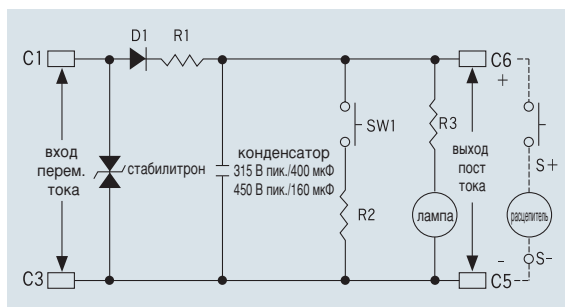 D1 R1
C1
C6
+
SW1
R3
вход
перем.
тока
стабилитрон
конденсатор
315 В пик./400 мкФ
450 В пик./160 мкФ
выход
пост
тока
S+
R2
лампа
расцепитель
-
S-
C3
C5